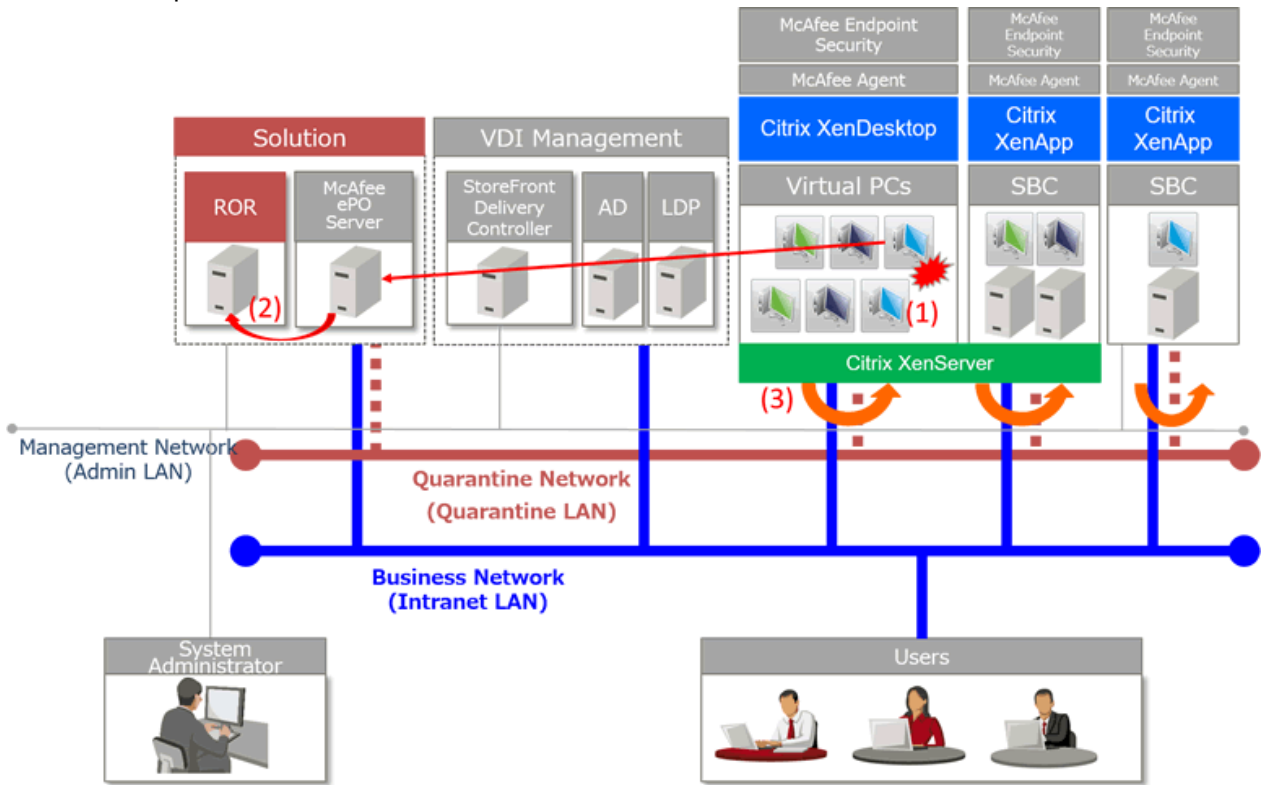 McAfee Endpoint
Security
McAfee
Endpoint
Security
McAfee
Endpoint
Security
McAfee Agent
McAfee Agent
McAfee Agent
Citrix XenDesktop
Citrix
XenApp
Citrix
XenApp
Solution
VDI Management
ROR
McAfee
ePO
Server
StoreFront
Delivery
Controller
AD
LDP
Virtual PCs
SBC
SBC
(1)
(2)
Citrix XenServer
(3)
Management Network
(Admin LAN)
Quarantine Network
(Quarantine LAN)
Business Network
(Intranet LAN)
System
Administrator
Users